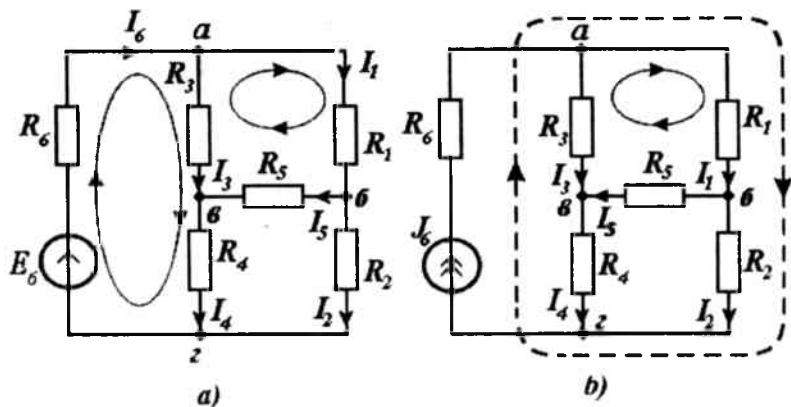 I₆ a I₁ a
R₃
R₆ R₁ R₆ R₃ R₁
I₃ R₅ R₅ I₁
в I₅ б I₃ в I₅ б
E₆ R₄ R₂ J₆ R₄ R₂
I₄ I₂ I₄ I₂
г г
a) b)